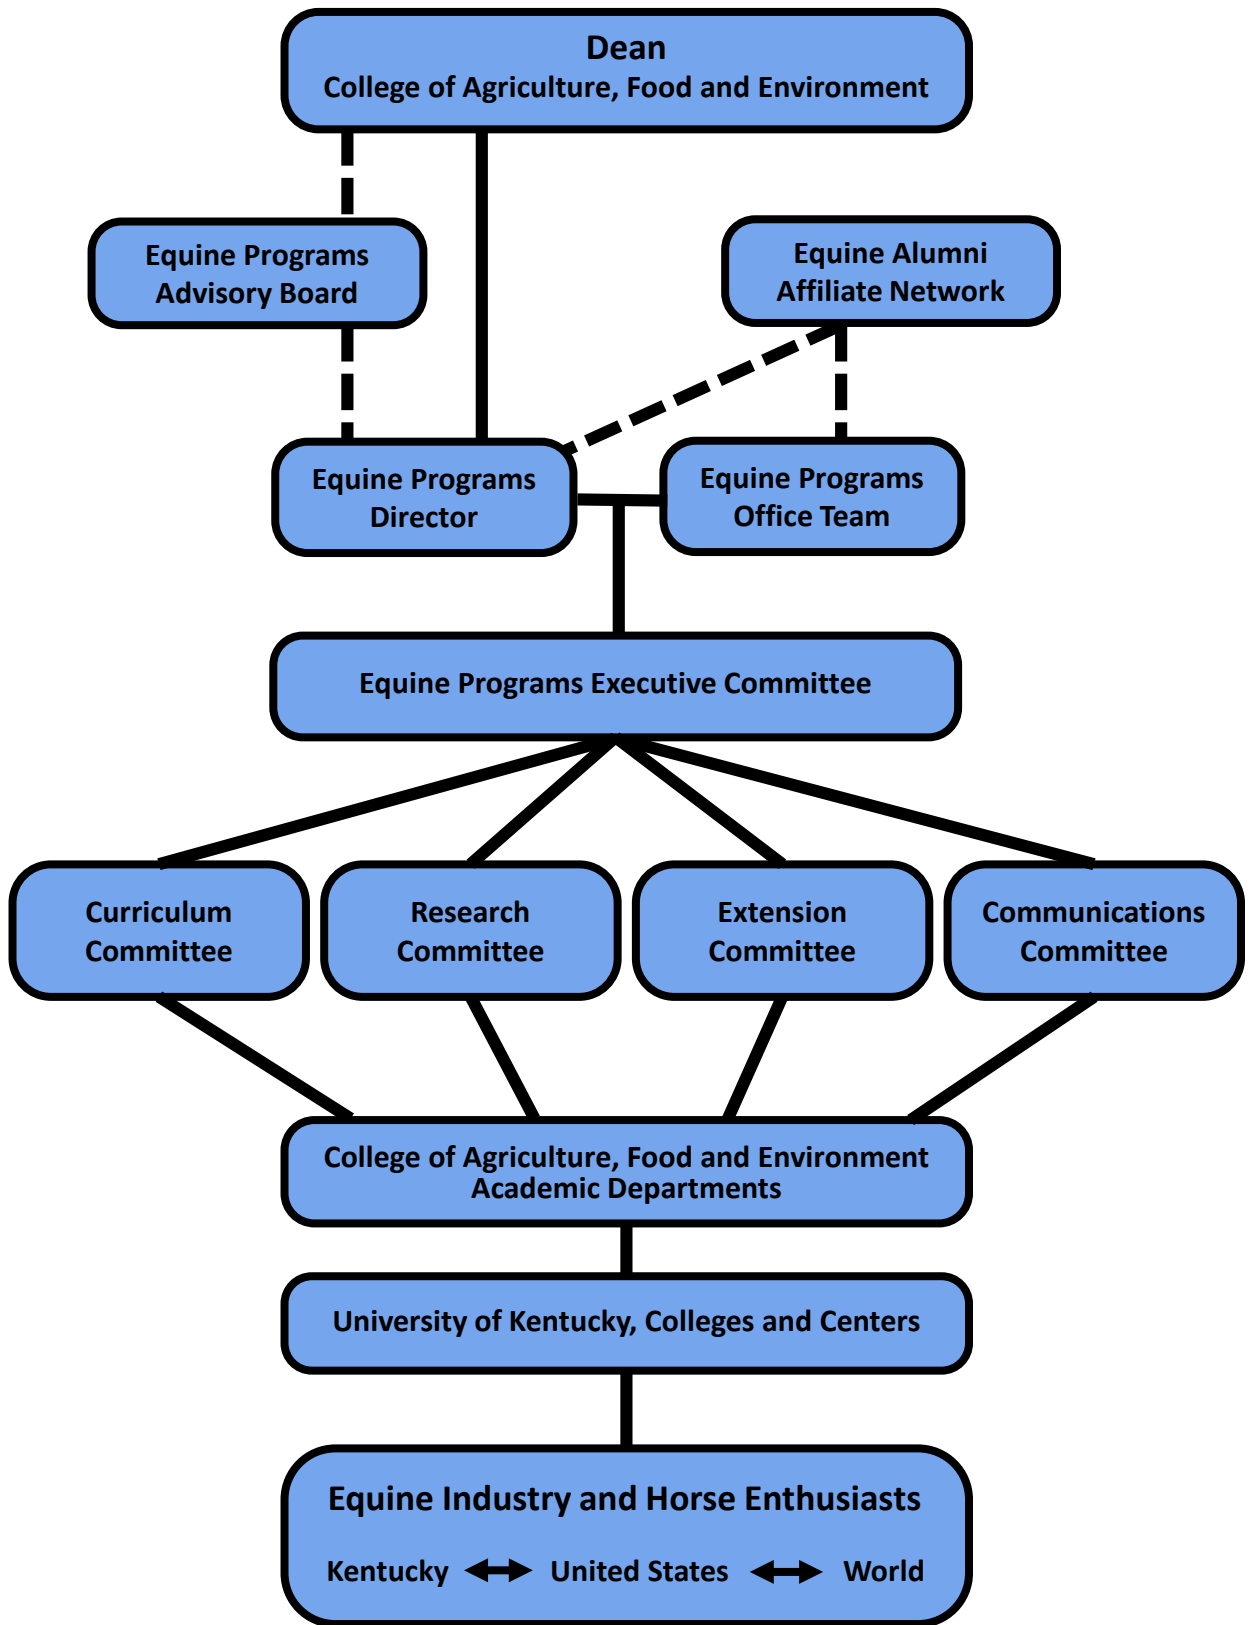 Dean
College of Agriculture, Food and Environment
Equine Programs
Advisory Board
Equine Alumni
Affiliate Network
Equine Programs
Director
Equine Programs
Office Team
Equine Programs Executive Committee
Curriculum
Committee
Research
Committee
Extension
Committee
Communications
Committee
College of Agriculture, Food and Environment
Academic Departments
University of Kentucky, Colleges and Centers
Equine Industry and Horse Enthusiasts
Kentucky United States World